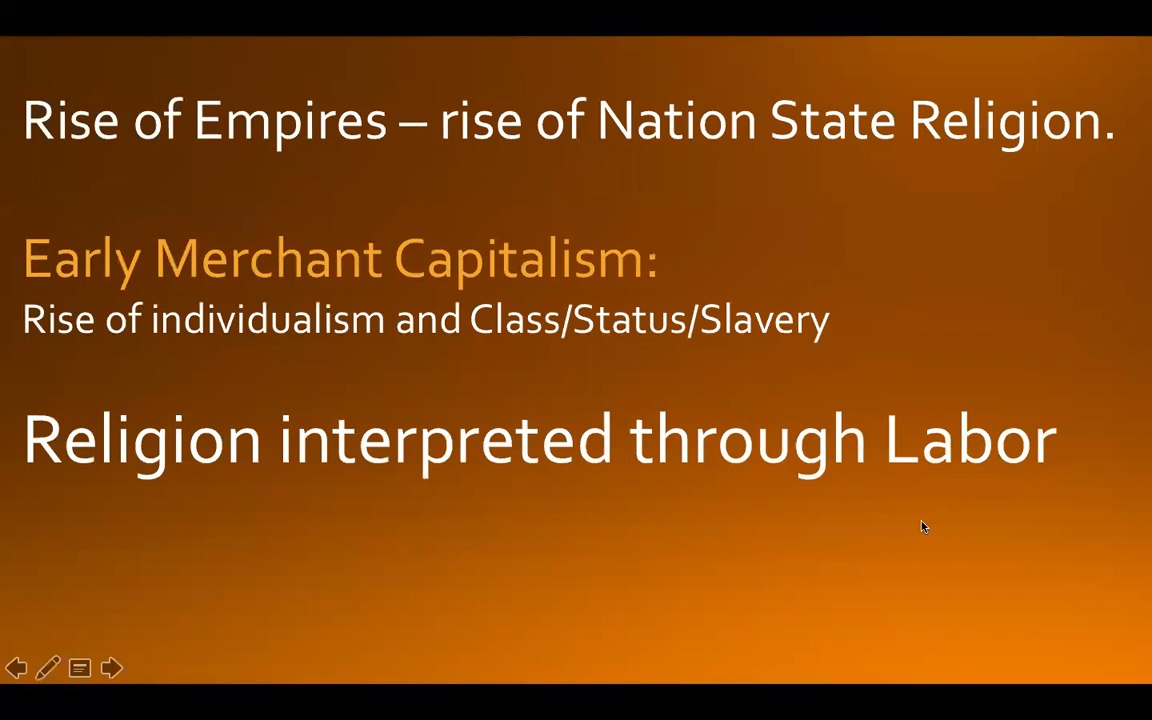 Rise of Empires – rise of Nation State Religion.
Early Merchant Capitalism:
Rise of individualism and Class/Status/Slavery
Religion interpreted through Labor